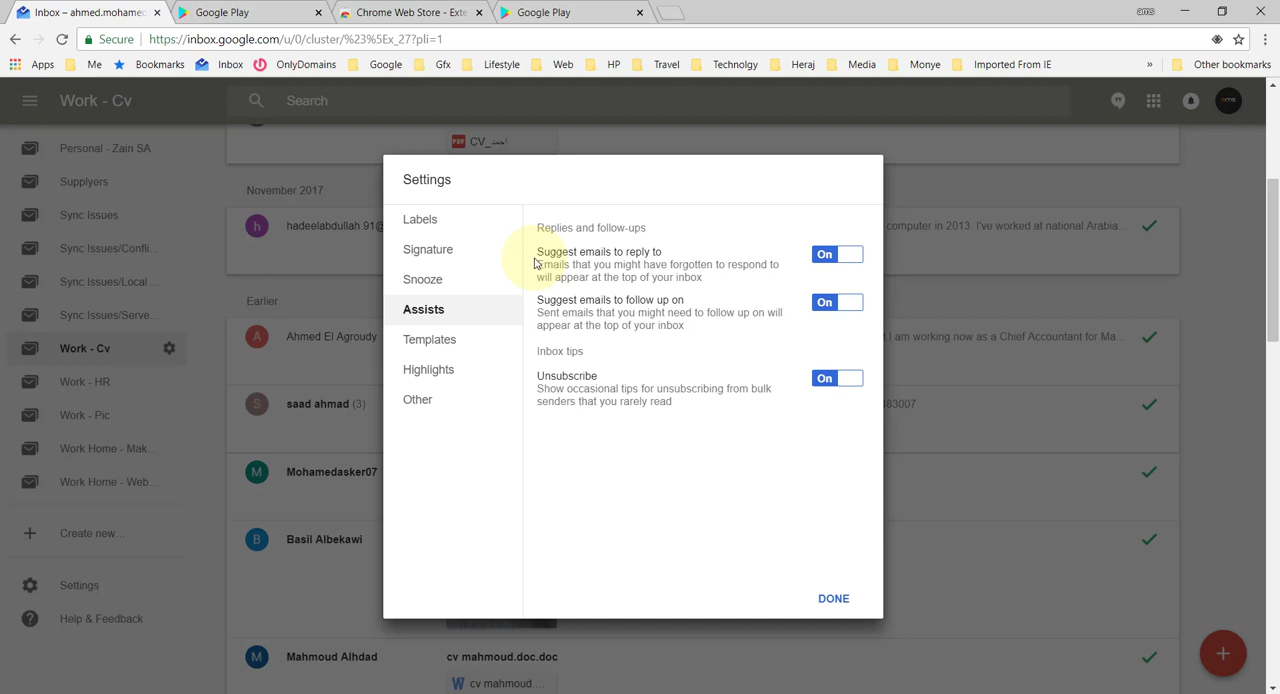 Inbox – ahmed.mohamed
Google Play
Chrome Web Store - Exte
Google Play
ams
Secure
https://inbox.google.com/u/0/cluster/%23%5Ex_27?pli=1
Apps
Me
Bookmarks
Inbox
OnlyDomains
Google
Gfx
Lifestyle
Web
HP
Travel
Technolgy
Heraj
Media
Monye
Imported From IE
»
Other bookmarks
Work - Cv
Search
ams
Personal - Zain SA
Supplyers
Sync Issues
Sync Issues/Confli...
Sync Issues/Local ...
Sync Issues/Serve...
Work - Cv
Work - HR
Work - Pic
Work Home - Mak...
Work Home - Web...
Create new...
Settings
Help & Feedback
PDF CV_احمد
November 2017
h
hadeelabdullah.91@
computer in 2013. I've worked at national Arabia...
Earlier
A
Ahmed El Agroudy
I am working now as a Chief Accountant for Ma...
S
saad ahmad (3)
483007
M
Mohamedasker07
B
Basil Albekawi
M
Mahmoud Alhdad
cv mahmoud.doc.doc
W cv mahmoud....
Settings
Labels
Signature
Snooze
Assists
Templates
Highlights
Other
Replies and follow-ups
Suggest emails to reply to
Emails that you might have forgotten to respond to
will appear at the top of your inbox
On
Suggest emails to follow up on
Sent emails that you might need to follow up on will
appear at the top of your inbox
On
Inbox tips
Unsubscribe
Show occasional tips for unsubscribing from bulk
senders that you rarely read
On
DONE